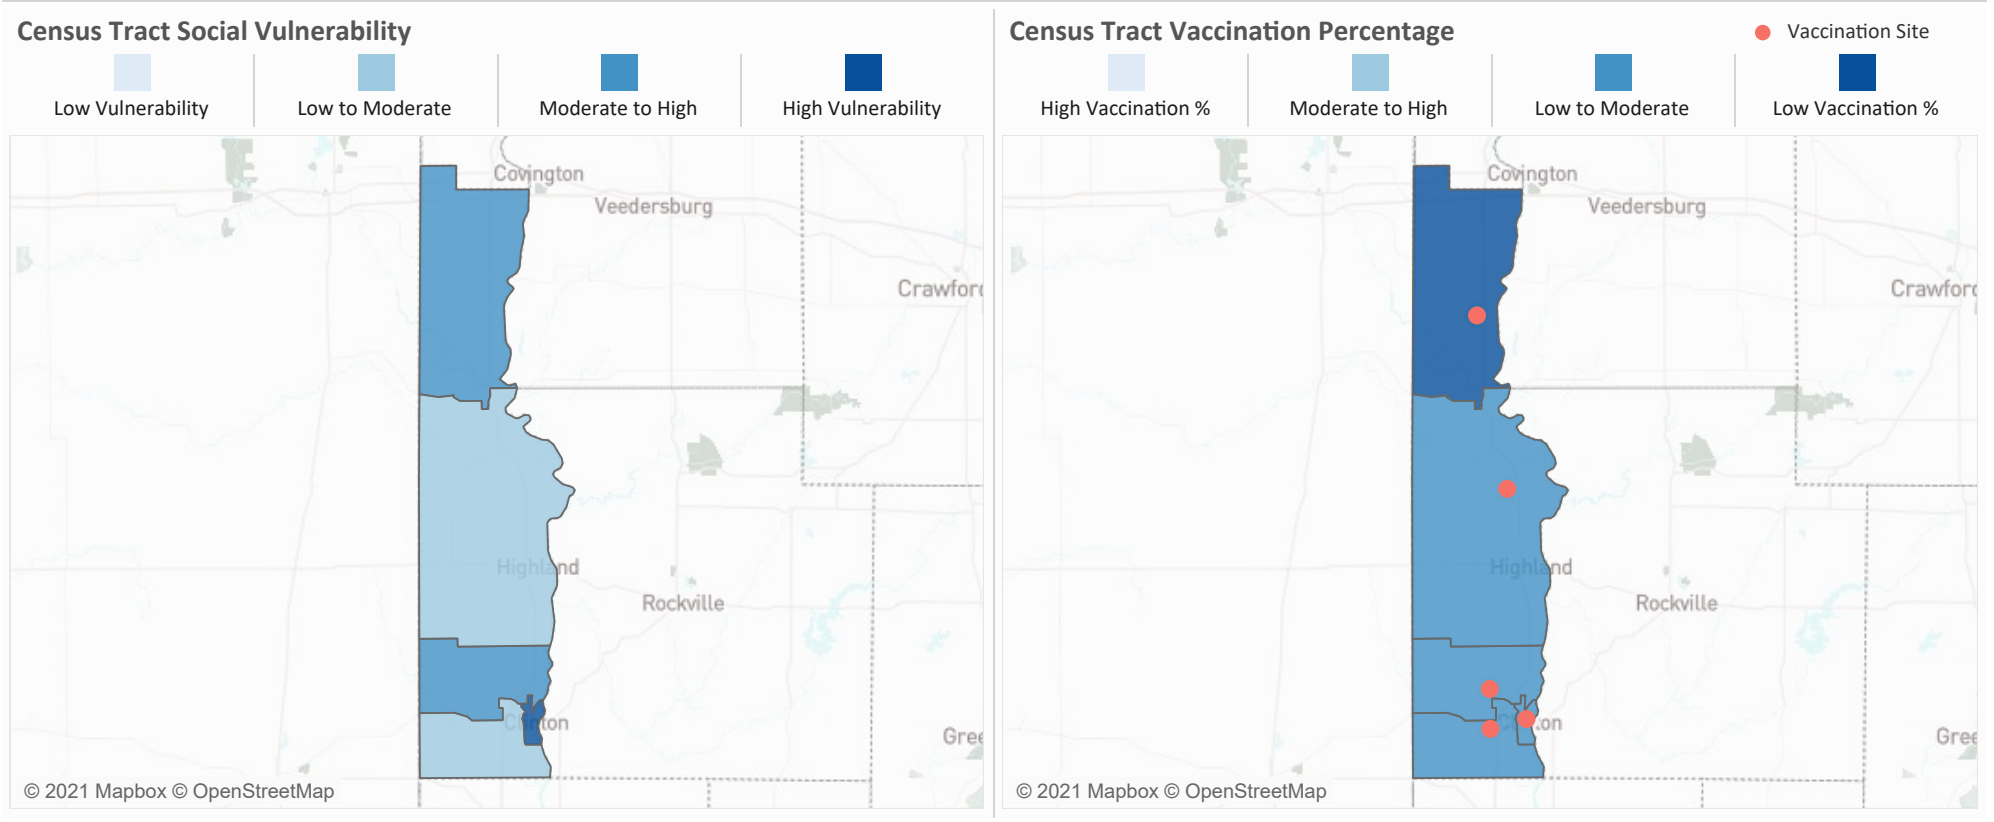 Census Tract Social Vulnerability
Low Vulnerability
Low to Moderate
Moderate to High
High Vulnerability
Covington
Veedersburg
Crawford
Highland
Rockville
Clinton
Gree
© 2021 Mapbox © OpenStreetMap
Census Tract Vaccination Percentage
Vaccination Site
High Vaccination %
Moderate to High
Low to Moderate
Low Vaccination %
Covington
Veedersburg
Crawford
Highland
Rockville
Clinton
Gree
© 2021 Mapbox © OpenStreetMap